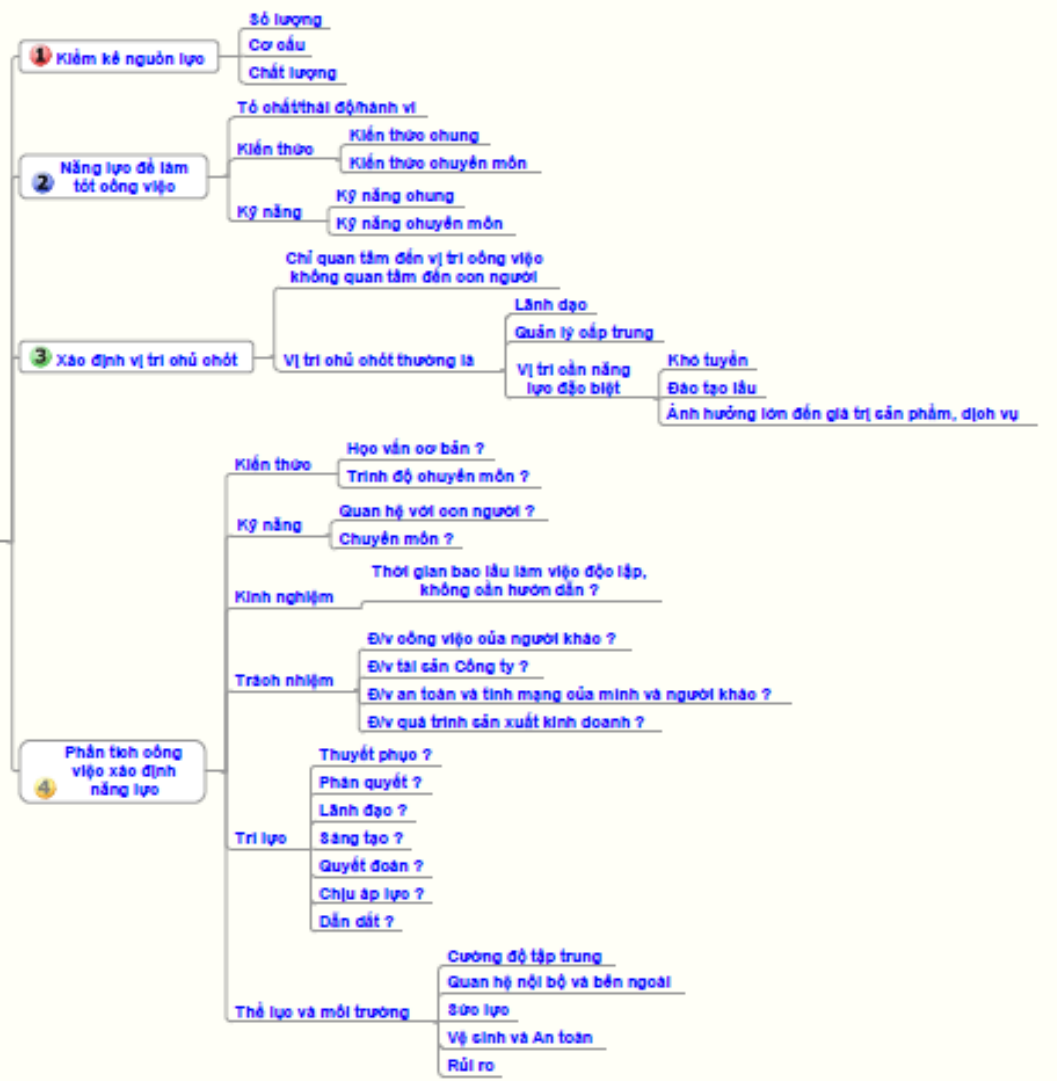 1 Kiểm kê nguồn lực
Số lượng
Cơ cấu
Chất lượng
2 Năng lực để làm
tốt công việc
Tố chất/thái độ/hành vi
Kiến thức
Kiến thức chung
Kiến thức chuyên môn
Kỹ năng
Kỹ năng chung
Kỹ năng chuyên môn
3 Xác định vị trí chủ chốt
Chỉ quan tâm đến vị trí công việc
không quan tâm đến con người
Vị trí chủ chốt thường là
Lãnh dạo
Quản lý cấp trung
Vị trí cần năng
lực đặc biệt
Khó tuyển
Đào tạo lâu
Ảnh hưởng lớn đến giá trị sản phẩm, dịch vụ
4 Phân tích công
việc xác định
năng lực
Kiến thức
Học vấn cơ bản ?
Trình độ chuyên môn ?
Kỹ năng
Quan hệ với con người ?
Chuyên môn ?
Kinh nghiệm
Thời gian bao lâu làm việc độc lập,
không cần hướn dẫn ?
Trách nhiệm
Đ/v công việc của người khác ?
Đ/v tài sản Công ty ?
Đ/v an toàn và tính mạng của mình và người khác ?
Đ/v quá trình sản xuất kinh doanh ?
Trí lực
Thuyết phục ?
Phán quyết ?
Lãnh đạo ?
Sáng tạo ?
Quyết đoán ?
Chịu áp lực ?
Dẫn dắt ?
Thể lực và môi trường
Cường độ tập trung
Quan hệ nội bộ và bên ngoài
Sức lực
Vệ sinh và An toàn
Rủi ro